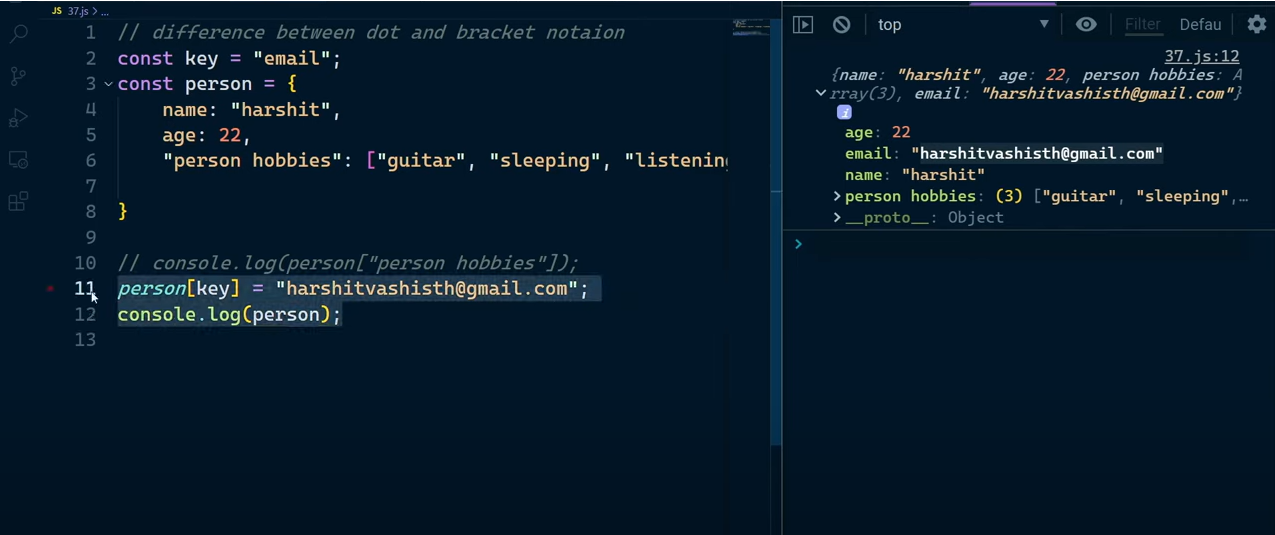 JS 37.js > ...
1 // difference between dot and bracket notaion
2 const key = "email";
3 const person = {
4 name: "harshit",
5 age: 22,
6 "person hobbies": ["guitar", "sleeping", "listening
7
8 }
9
10 // console.log(person["person hobbies"]);
11 person[key] = "harshitvashisth@gmail.com";
12 console.log(person);
13
top Filter Defau
37.js:12
{name: "harshit", age: 22, person hobbies: A
rray(3), email: "harshitvashisth@gmail.com"}
i
age: 22
email: "harshitvashisth@gmail.com"
name: "harshit"
person hobbies: (3) ["guitar", "sleeping",…
__proto__: Object
>